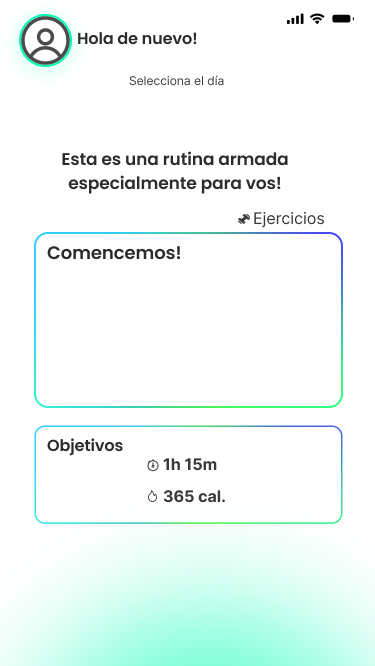 Hola de nuevo!
Selecciona el día
Esta es una rutina armada
especialmente para vos!
Ejercicios
Comencemos!
Objetivos
1h 15m
365 cal.